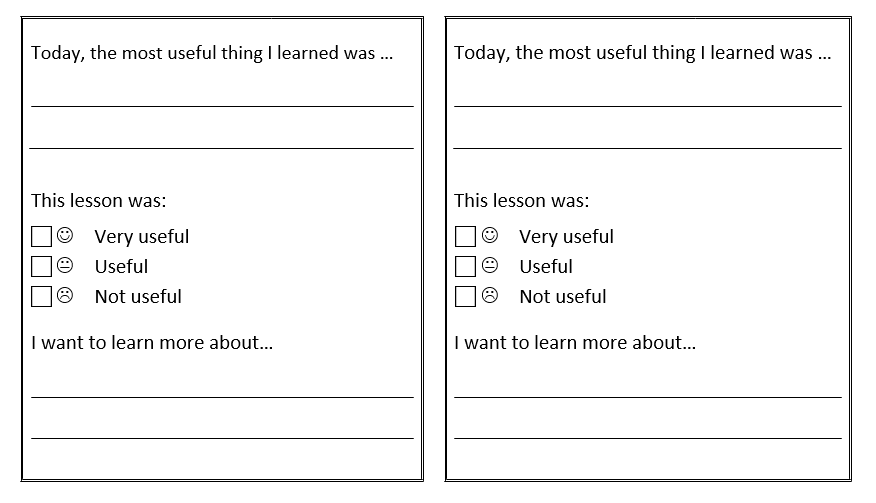 Today, the most useful thing I learned was ...
This lesson was:
☐ ☺ Very useful
☐ 😐 Useful
☐ ☹ Not useful
I want to learn more about...
Today, the most useful thing I learned was ...
This lesson was:
☐ ☺ Very useful
☐ 😐 Useful
☐ ☹ Not useful
I want to learn more about...